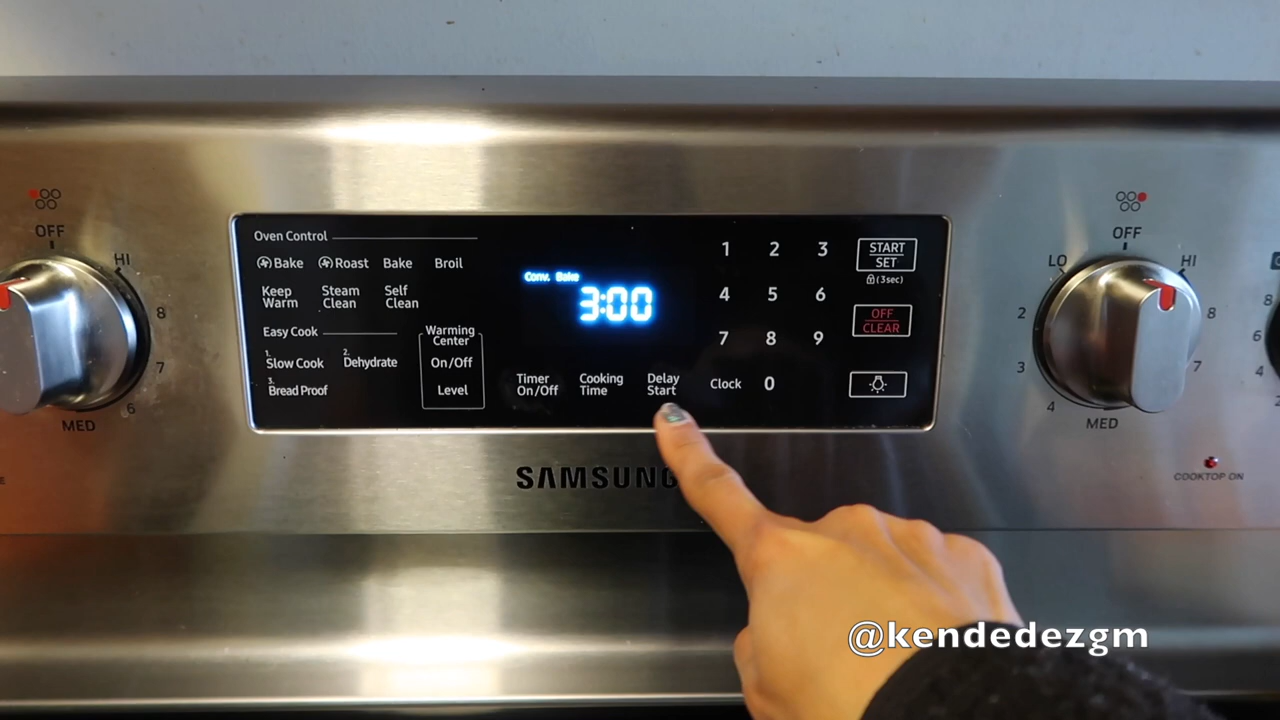 OFF
HI
8
7
6
MED
Oven Control
Bake
Roast
Bake
Broil
Keep Warm
Steam Clean
Self Clean
Easy Cook
1.
Slow Cook
2.
Dehydrate
3.
Bread Proof
Warming
Center
On/Off
Level
Conv. Bake
3:00
Timer
On/Off
Cooking
Time
Delay
Start
Clock
1 2 3
4 5 6
7 8 9
0
START
SET
(3sec)
OFF
CLEAR
SAMSUNG
OFF
LO
HI
2
8
3
7
4
MED
COOKTOP ON
8
6
4
@kendedezgm